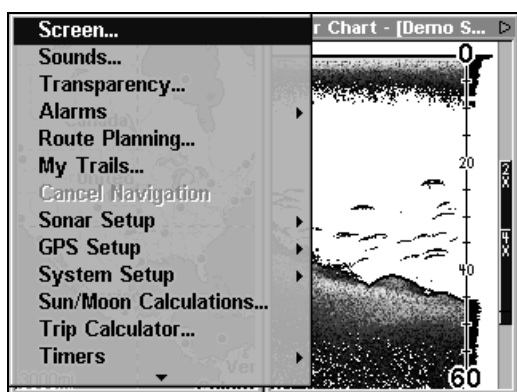 Screen...
r Chart - [Demo S...
Sounds...
Transparency...
Alarms
Route Planning...
My Trails...
Cancel Navigation
Sonar Setup
GPS Setup
System Setup
Sun/Moon Calculations...
Trip Calculator...
Timers
0
20
40
60
2X
4X
Ver